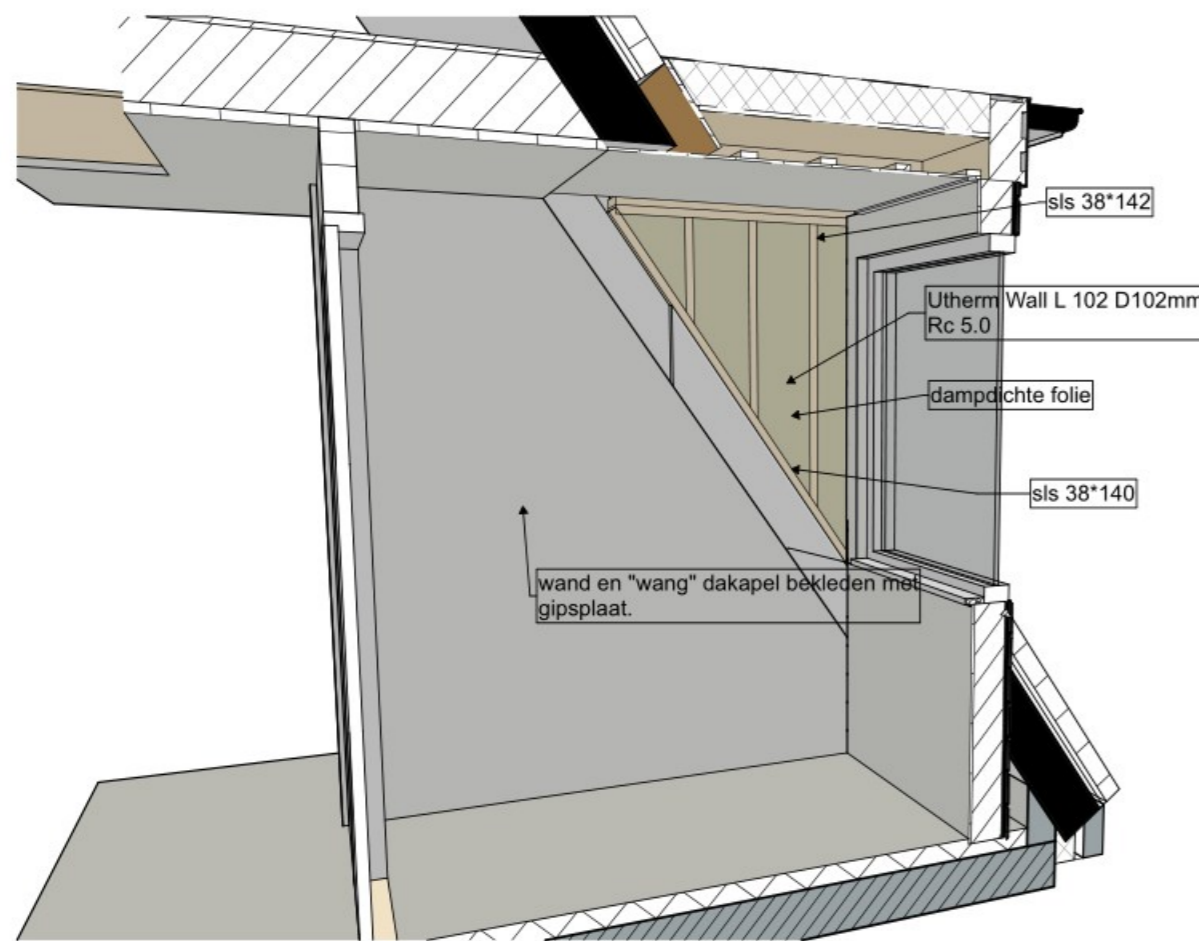 sls 38*142
Utherm Wall L 102 D102mm
Rc 5.0
dampdichte folie
sls 38*140
wand en "wang" dakapel bekleden met
gipsplaat.